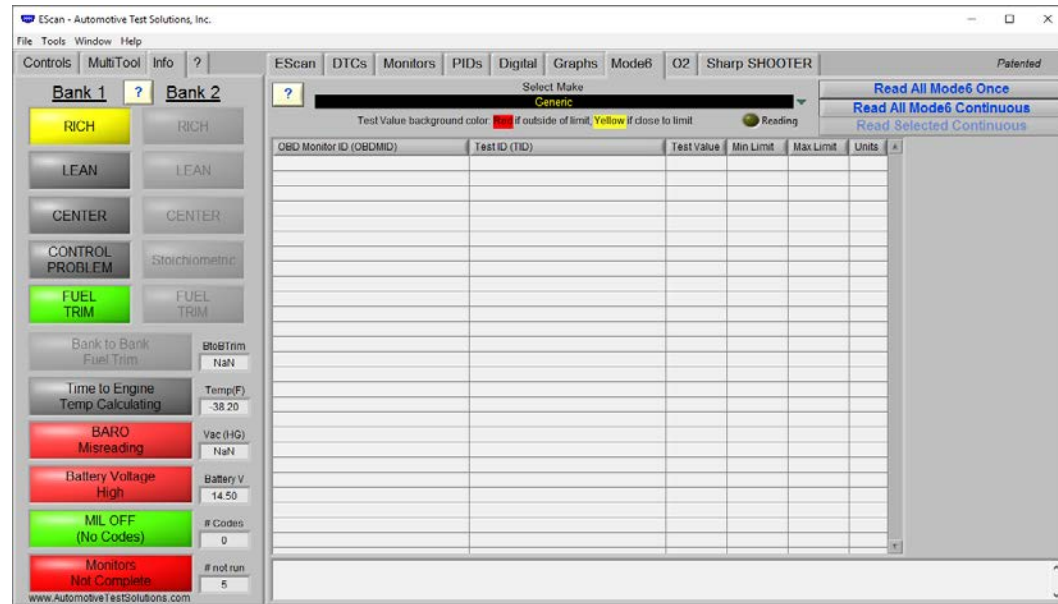 EScan - Automotive Test Solutions, Inc.
File Tools Window Help
Controls MultiTool Info ?
Bank 1 ? Bank 2
RICH RICH
LEAN LEAN
CENTER CENTER
CONTROL PROBLEM Stoichiometric
FUEL TRIM FUEL TRIM
Bank to Bank Fuel Trim
BtoBTrim
NaN
Time to Engine Temp Calculating
Temp(F)
-38.20
BARO Misreading
Vac (HG)
NaN
Battery Voltage High
Battery V
14.50
MIL OFF (No Codes)
# Codes
0
Monitors Not Complete
# not run
5
www.AutomotiveTestSolutions.com
EScan DTCs Monitors PIDs Digital Graphs Mode6 O2 Sharp SHOOTER Patented
?
Select Make
Generic
Test Value background color: Red if outside of limit, Yellow if close to limit
Reading
Read All Mode6 Once
Read All Mode6 Continuous
Read Selected Continuous
OBD Monitor ID (OBDMID) Test ID (TID) Test Value Min Limit Max Limit Units